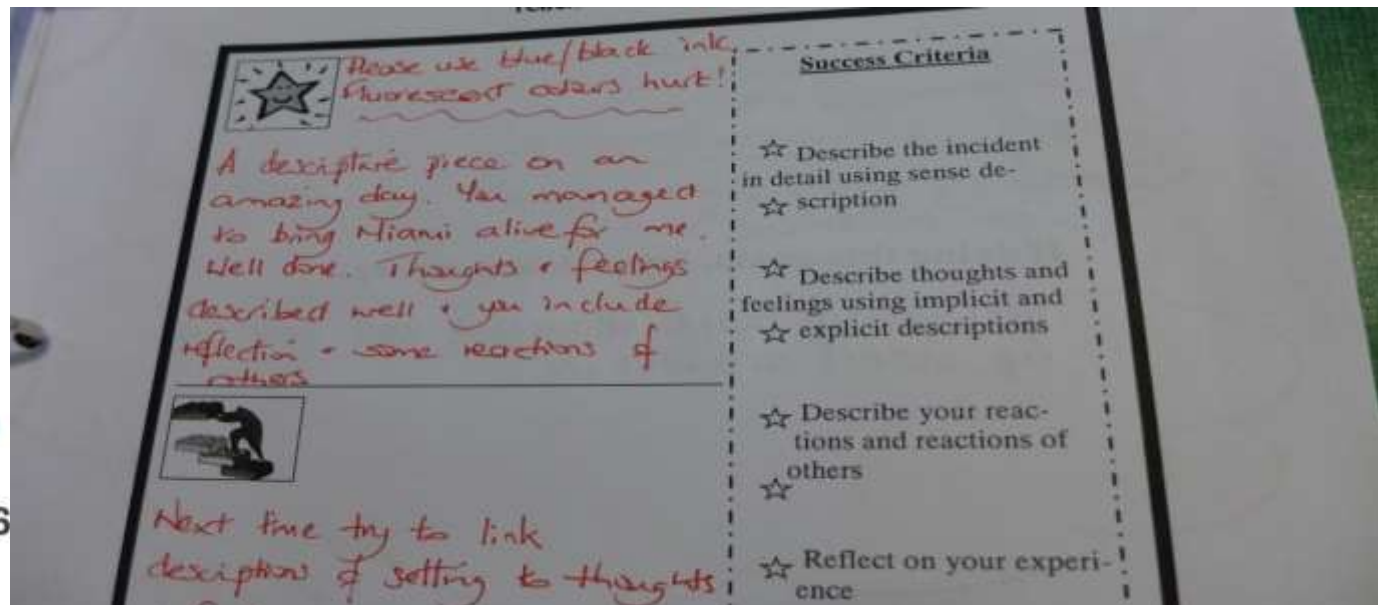 Please use blue/black ink.
Fluorescent colours hurt!
A descriptive piece on an
amazing day. You managed
to bring Miami alive for me.
Well done. Thoughts & feelings
described well & you include
reflection & some reactions of
others
Next time try to link
descriptions of setting to thoughts
Success Criteria
Describe the incident
in detail using sense de-
scription
Describe thoughts and
feelings using implicit and
explicit descriptions
Describe your reac-
tions and reactions of
others
Reflect on your experi-
ence